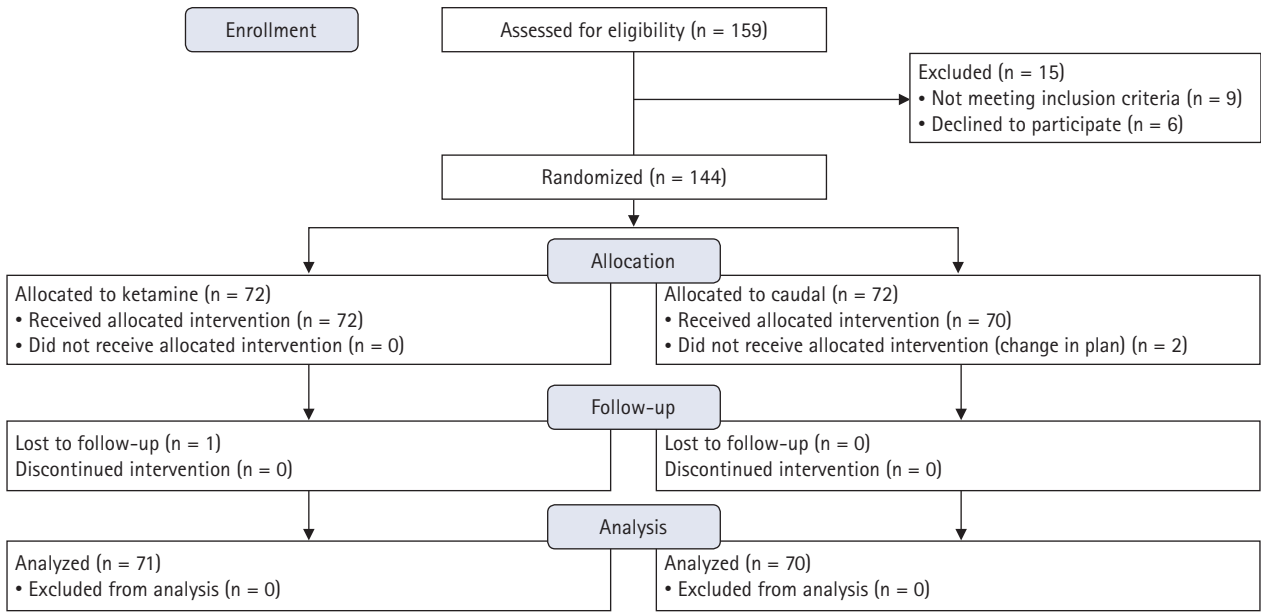 Enrollment
Assessed for eligibility (n = 159)
Excluded (n = 15)
• Not meeting inclusion criteria (n = 9)
• Declined to participate (n = 6)
Randomized (n = 144)
Allocation
Allocated to ketamine (n = 72)
• Received allocated intervention (n = 72)
• Did not receive allocated intervention (n = 0)
Allocated to caudal (n = 72)
• Received allocated intervention (n = 70)
• Did not receive allocated intervention (change in plan) (n = 2)
Follow-up
Lost to follow-up (n = 1)
Discontinued intervention (n = 0)
Lost to follow-up (n = 0)
Discontinued intervention (n = 0)
Analysis
Analyzed (n = 71)
• Excluded from analysis (n = 0)
Analyzed (n = 70)
• Excluded from analysis (n = 0)